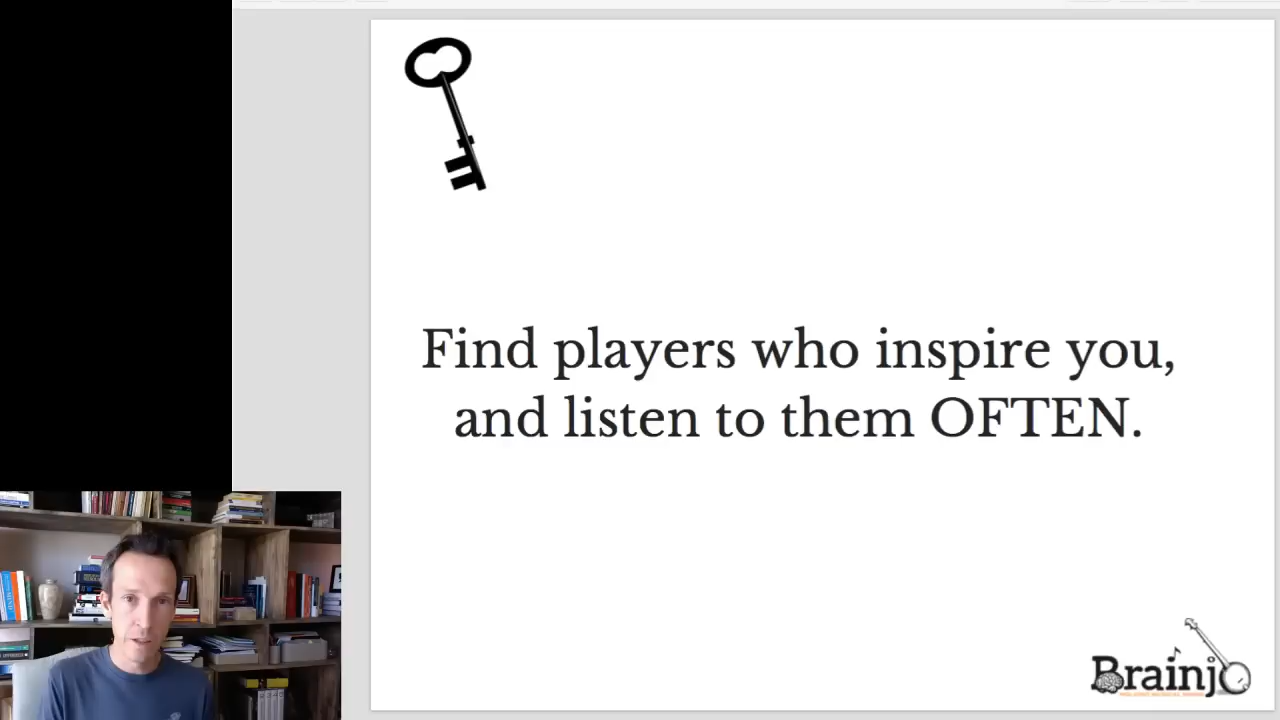 Find players who inspire you,
and listen to them OFTEN.
Brainjo